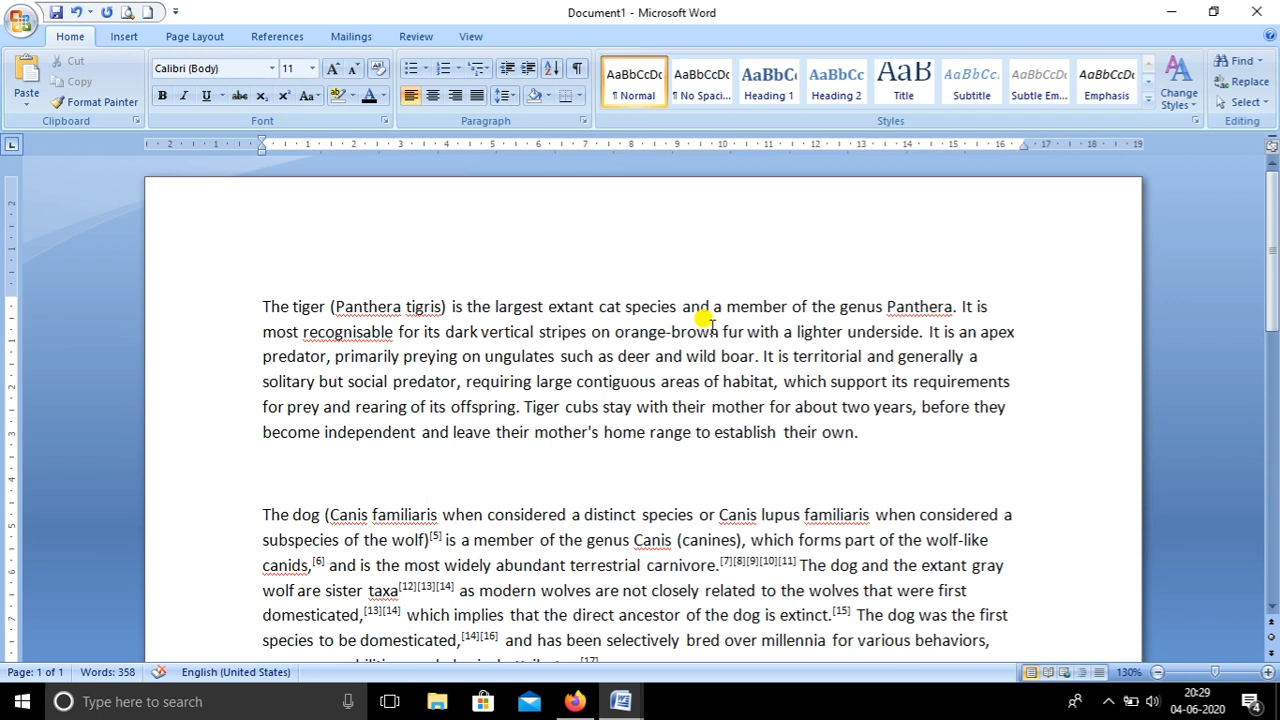 Document1 - Microsoft Word
Home Insert Page Layout References Mailings Review View
Paste
Cut
Copy
Format Painter
Clipboard
Calibri (Body) 11
Font
Paragraph
AaBbCcDc AaBbCcDc AaBbC AaBbCc AaB AaBbCc. AaBbCcDc AaBbCcDc
¶ Normal ¶ No Spaci... Heading 1 Heading 2 Title Subtitle Subtle Em... Emphasis
Change Styles
Styles
Find
Replace
Select
Editing
The tiger (Panthera tigris) is the largest extant cat species and a member of the genus Panthera. It is
most recognisable for its dark vertical stripes on orange-brown fur with a lighter underside. It is an apex
predator, primarily preying on ungulates such as deer and wild boar. It is territorial and generally a
solitary but social predator, requiring large contiguous areas of habitat, which support its requirements
for prey and rearing of its offspring. Tiger cubs stay with their mother for about two years, before they
become independent and leave their mother's home range to establish their own.
The dog (Canis familiaris when considered a distinct species or Canis lupus familiaris when considered a
subspecies of the wolf)[5] is a member of the genus Canis (canines), which forms part of the wolf-like
canids,[6] and is the most widely abundant terrestrial carnivore.[7][8][9][10][11] The dog and the extant gray
wolf are sister taxa[12][13][14] as modern wolves are not closely related to the wolves that were first
domesticated,[13][14] which implies that the direct ancestor of the dog is extinct.[15] The dog was the first
species to be domesticated,[14][16] and has been selectively bred over millennia for various behaviors,
Page: 1 of 1 Words: 358 English (United States) 130%
Type here to search
20:29
04-06-2020